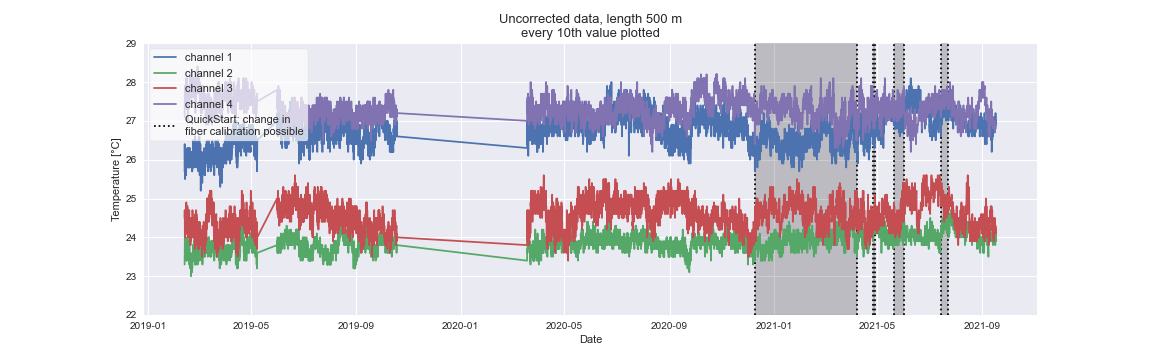 Uncorrected data, length 500 m
every 10th value plotted
29
28
27
26
25
24
23
22
Temperature [°C]
channel 1
channel 2
channel 3
channel 4
QuickStart: change in
fiber calibration possible
2019-01
2019-05
2019-09
2020-01
2020-05
2020-09
2021-01
2021-05
2021-09
Date